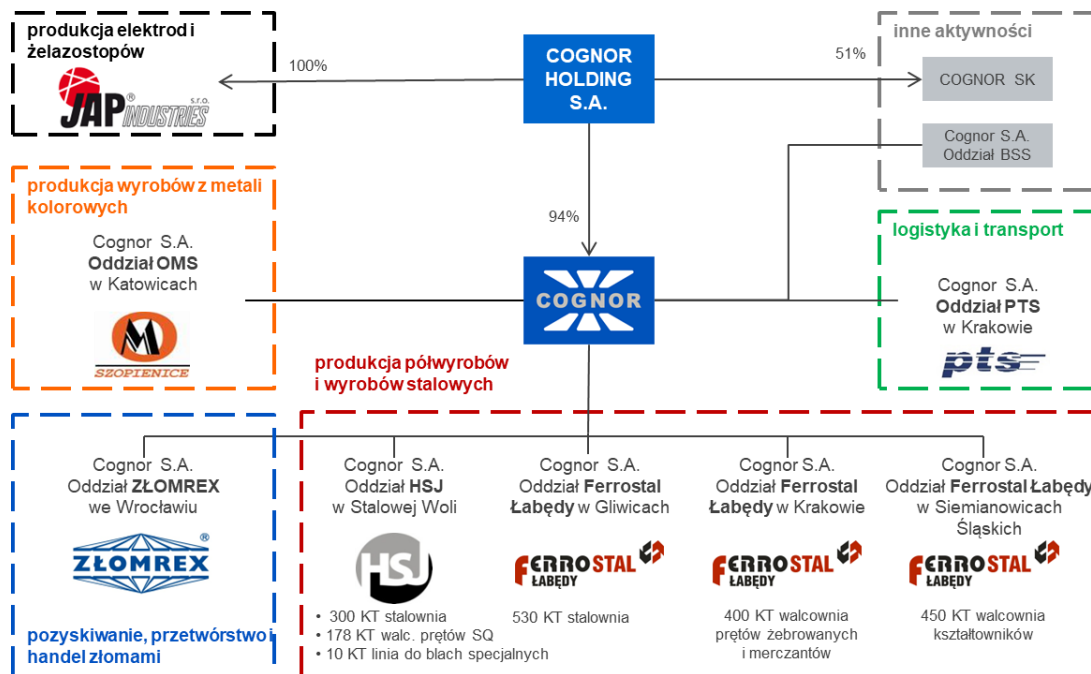 produkcja elektrod i
żelazostopów
JAP®
INDUSTRIES
s.r.o.
100%
COGNOR
HOLDING
S.A.
51%
inne aktywności
COGNOR SK
Cognor S.A.
Oddział BSS
94%
produkcja wyrobów z metali
kolorowych
Cognor S.A.
Oddział OMS
w Katowicach
M
SZOPIENICE
COGNOR
logistyka i transport
Cognor S.A.
Oddział PTS
w Krakowie
pts
produkcja półwyrobów
i wyrobów stalowych
Cognor S.A.
Oddział ZŁOMREX
we Wrocławiu
ZŁOMREX®
pozyskiwanie, przetwórstwo i
handel złomami
Cognor S.A.
Oddział HSJ
w Stalowej Woli
HSJ
• 300 KT stalownia
• 178 KT walc. prętów SQ
• 10 KT linia do blach specjalnych
Cognor S.A.
Oddział Ferrostal
Łabędy w Gliwicach
FERROSTAL
ŁABĘDY
530 KT stalownia
Cognor S.A.
Oddział Ferrostal
Łabędy w Krakowie
FERROSTAL
ŁABĘDY
400 KT walcownia
prętów żebrowanych
i merczantów
Cognor S.A.
Oddział Ferrostal Łabędy
w Siemianowicach
Śląskich
FERROSTAL
ŁABĘDY
450 KT walcownia
kształtowników